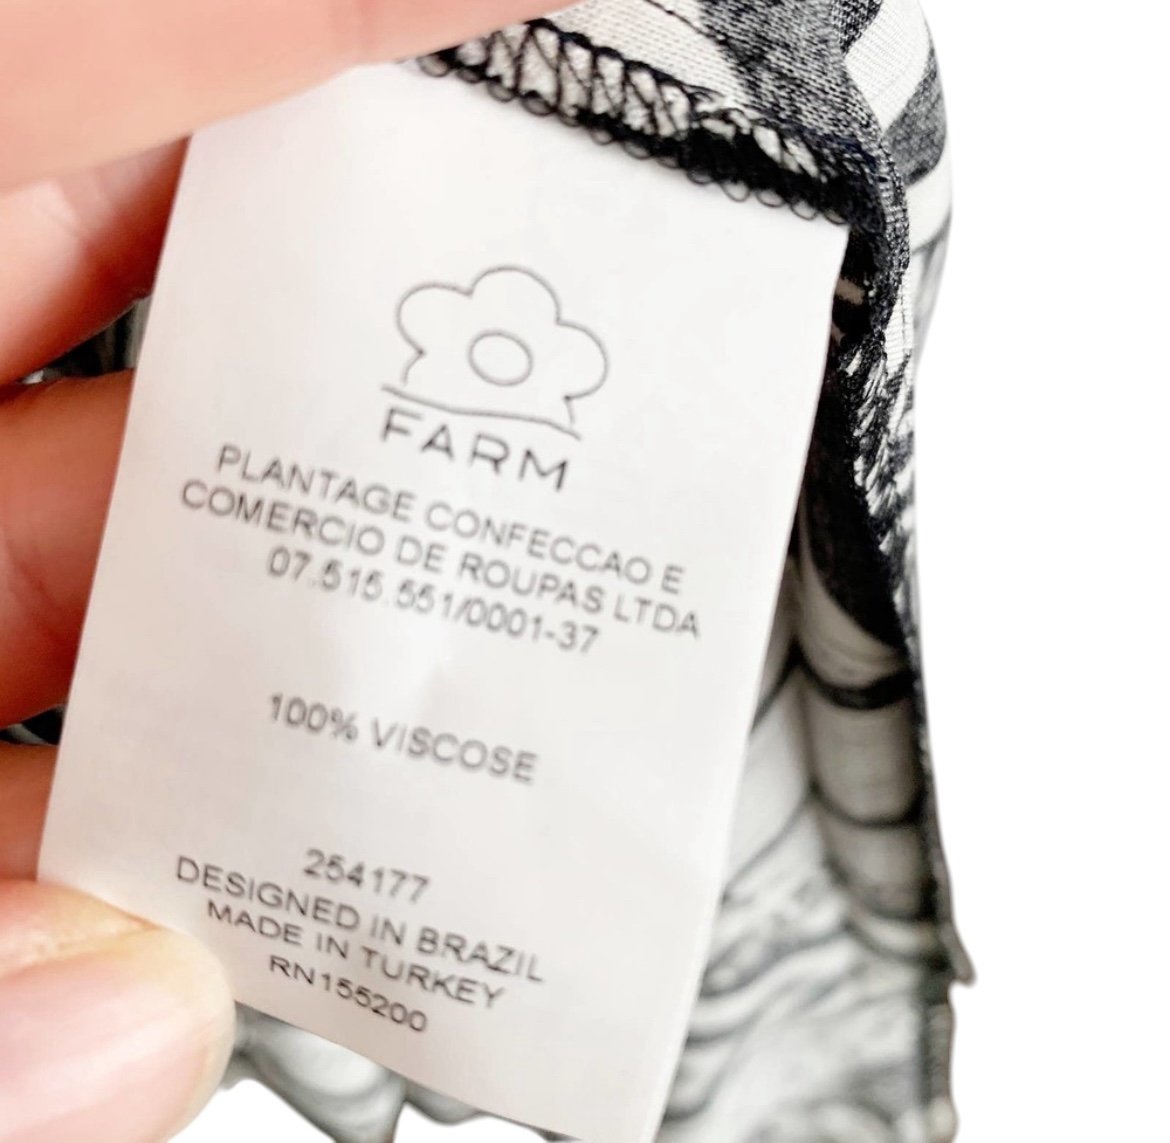 FARM
PLANTAGE CONFECCAO E
COMERCIO DE ROUPAS LTDA
07.515.551/0001-37
100% VISCOSE
254177
DESIGNED IN BRAZIL
MADE IN TURKEY
RN155200